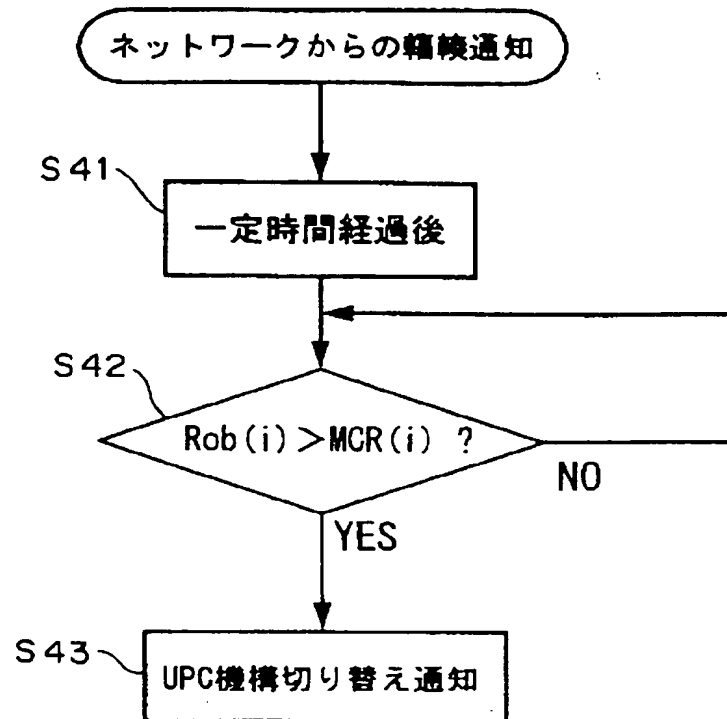 ネットワークからの輻輳通知
S41
一定時間経過後
S42
Rob(i)>MCR(i) ?
NO
YES
S43
UPC機構切り替え通知